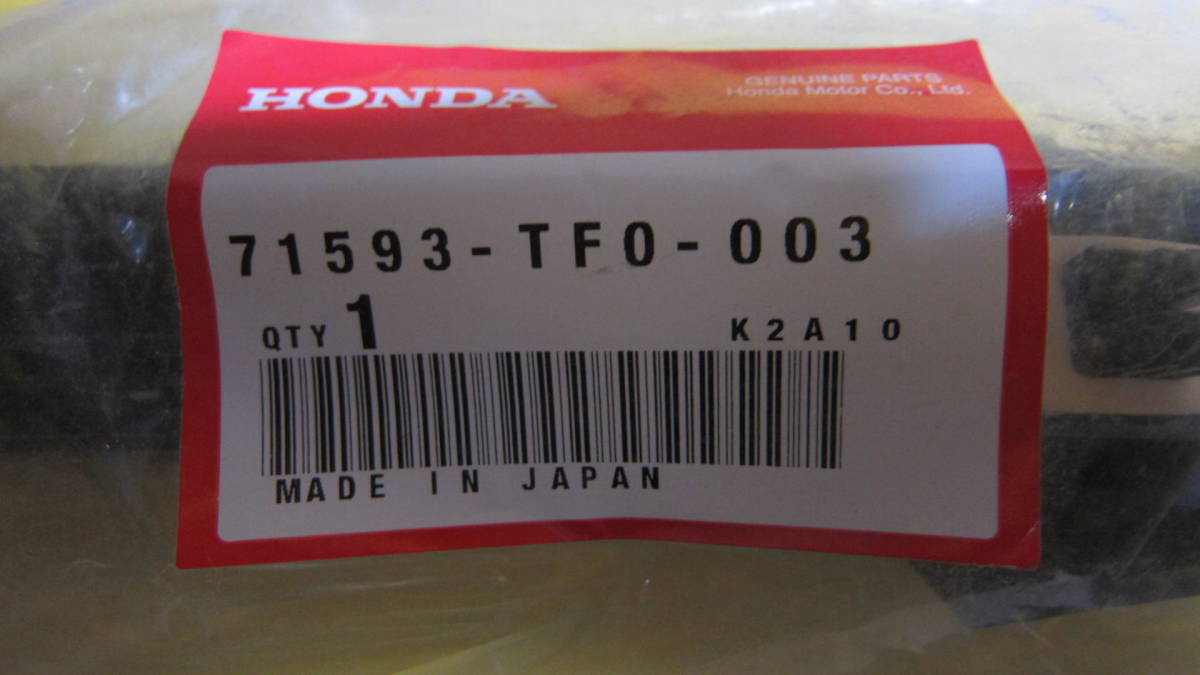 HONDA
GENUINE PARTS
Honda Motor Co., Ltd.
71593-TF0-003
QTY 1
K2A10
MADE IN JAPAN